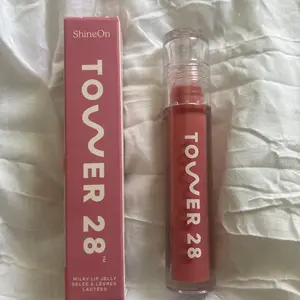 ShineOn
TOWER 28
MILKY LIP JELLY
GELÉE À LÈVRES
LACTÉES
TOWER 28